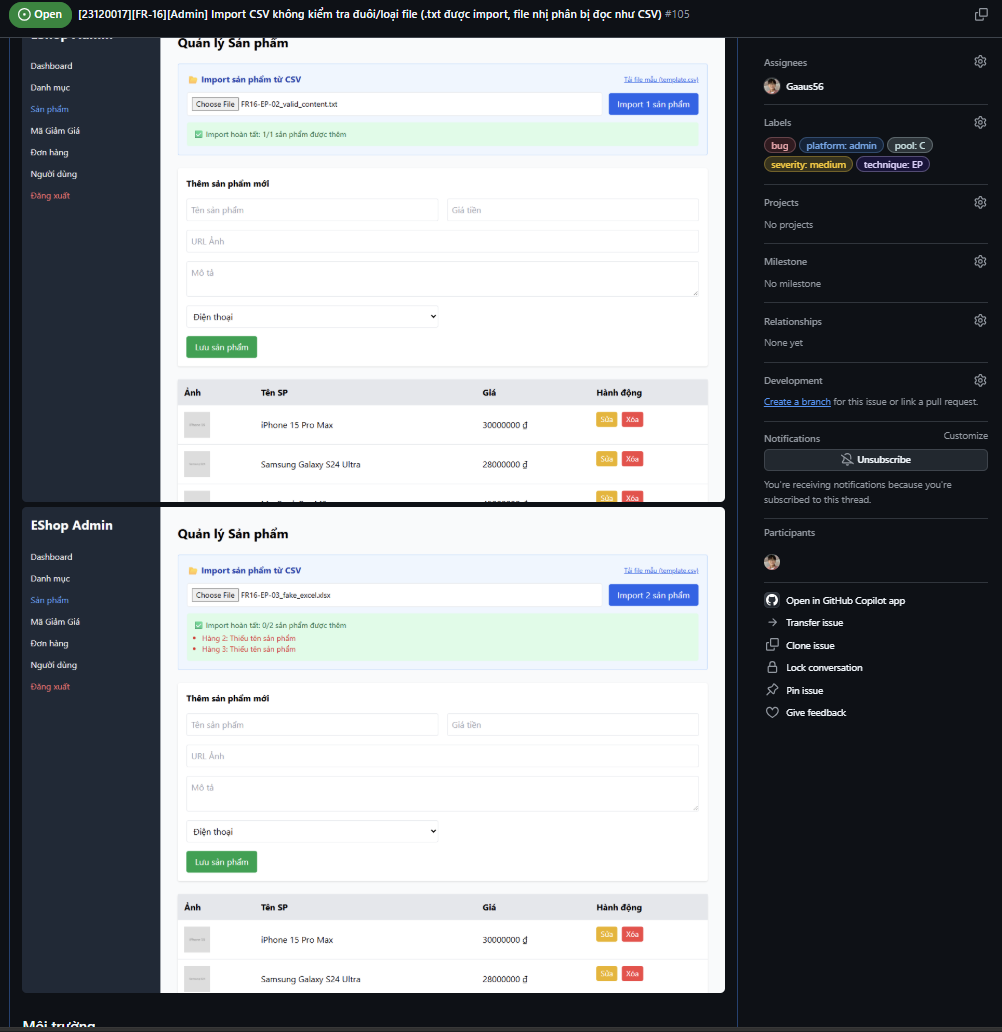 Open [23120017][FR-16][Admin] Import CSV không kiểm tra đuôi/loại file (.txt được import, file nhị phân bị đọc như CSV) #105
EShop Admin
Dashboard
Danh mục
Sản phẩm
Mã Giảm Giá
Đơn hàng
Người dùng
Đăng xuất
Quản lý Sản phẩm
Import sản phẩm từ CSV
Tải file mẫu (template.csv)
Choose File FR16-EP-02_valid_content.txt
Import 1 sản phẩm
Import hoàn tất: 1/1 sản phẩm được thêm
Thêm sản phẩm mới
Tên sản phẩm
Giá tiền
URL Ảnh
Mô tả
Điện thoại
Lưu sản phẩm
Ảnh Tên SP Giá Hành động
iPhone 15 Pro Max 30000000 ₫ Sửa Xóa
Samsung Galaxy S24 Ultra 28000000 ₫ Sửa Xóa
Sửa Xóa
EShop Admin
Dashboard
Danh mục
Sản phẩm
Mã Giảm Giá
Đơn hàng
Người dùng
Đăng xuất
Quản lý Sản phẩm
Import sản phẩm từ CSV
Tải file mẫu (template.csv)
Choose File FR16-EP-03_fake_excel.xlsx
Import 2 sản phẩm
Import hoàn tất: 0/2 sản phẩm được thêm
Hàng 2: Thiếu tên sản phẩm
Hàng 3: Thiếu tên sản phẩm
Thêm sản phẩm mới
Tên sản phẩm
Giá tiền
URL Ảnh
Mô tả
Điện thoại
Lưu sản phẩm
Ảnh Tên SP Giá Hành động
iPhone 15 Pro Max 30000000 ₫ Sửa Xóa
Samsung Galaxy S24 Ultra 28000000 ₫ Sửa Xóa
Môi trường
Assignees
Gaaus56
Labels
bug platform: admin pool: C
severity: medium technique: EP
Projects
No projects
Milestone
No milestone
Relationships
None yet
Development
Create a branch for this issue or link a pull request.
Notifications Customize
Unsubscribe
You're receiving notifications because you're
subscribed to this thread.
Participants
Open in GitHub Copilot app
Transfer issue
Clone issue
Lock conversation
Pin issue
Give feedback